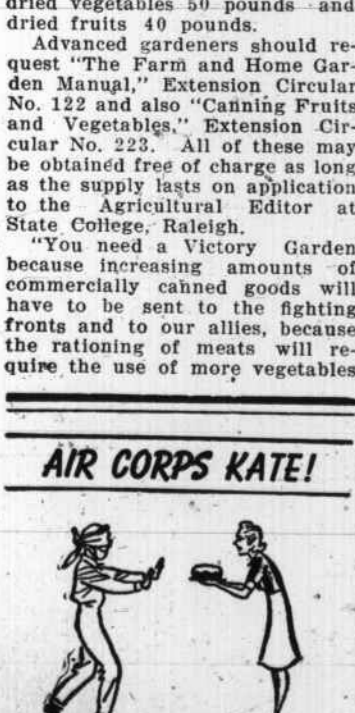 dried vegetables 50 pounds and
dried fruits 40 pounds.
Advanced gardeners should re-
quest "The Farm and Home Gar-
den Manual," Extension Circular
No. 122 and also "Canning Fruits
and Vegetables," Extension Cir-
cular No. 223. All of these may
be obtained free of charge as long
as the supply lasts on application
to the Agricultural Editor at
State College, Raleigh.
"You need a Victory Garden
because increasing amounts of
commercially canned goods will
have to be sent to the fighting
fronts and to our allies, because
the rationing of meats will re-
quire the use of more vegetables
AIR CORPS KATE!